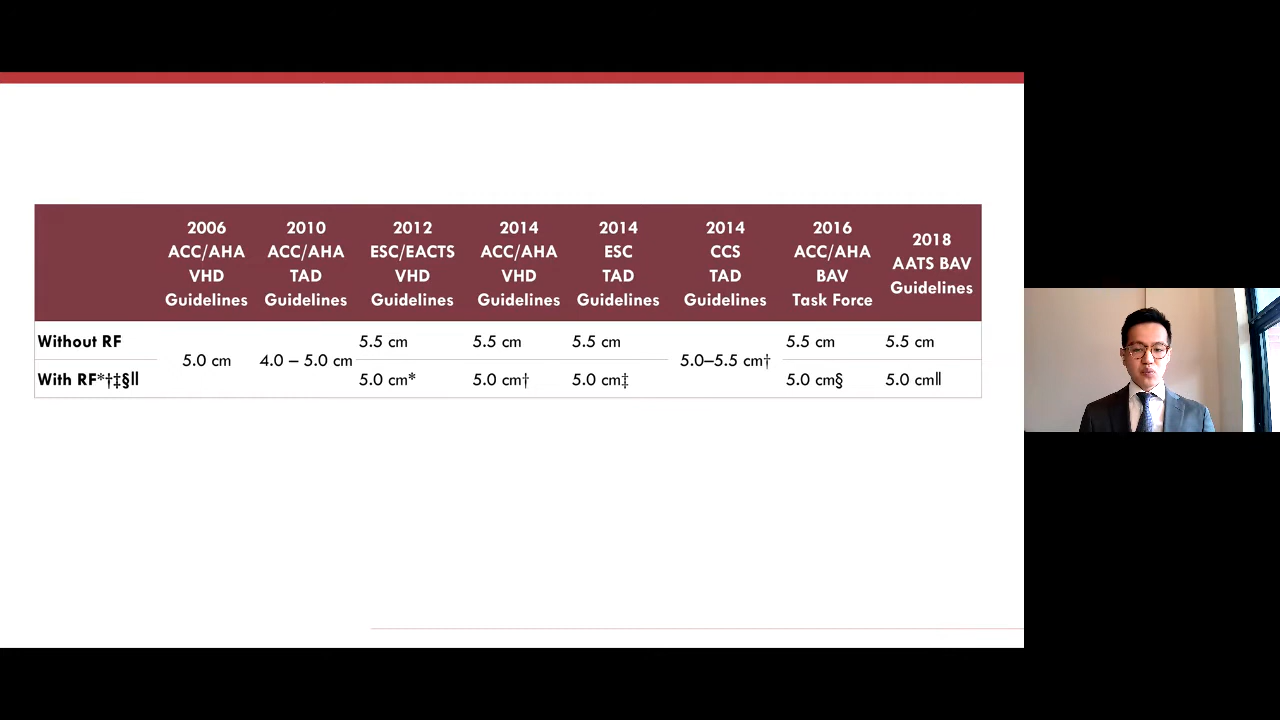 2006
ACC/AHA
VHD
Guidelines
2010
ACC/AHA
TAD
Guidelines
2012
ESC/EACTS
VHD
Guidelines
2014
ACC/AHA
VHD
Guidelines
2014
ESC
TAD
Guidelines
2014
CCS
TAD
Guidelines
2016
ACC/AHA
BAV
Task Force
2018
AATS BAV
Guidelines
Without RF
5.0 cm
4.0 – 5.0 cm
5.5 cm
5.5 cm
5.5 cm
5.0–5.5 cm†
5.5 cm
5.5 cm
With RF*†‡§‖
5.0 cm*
5.0 cm†
5.0 cm‡
5.0 cm§
5.0 cm‖